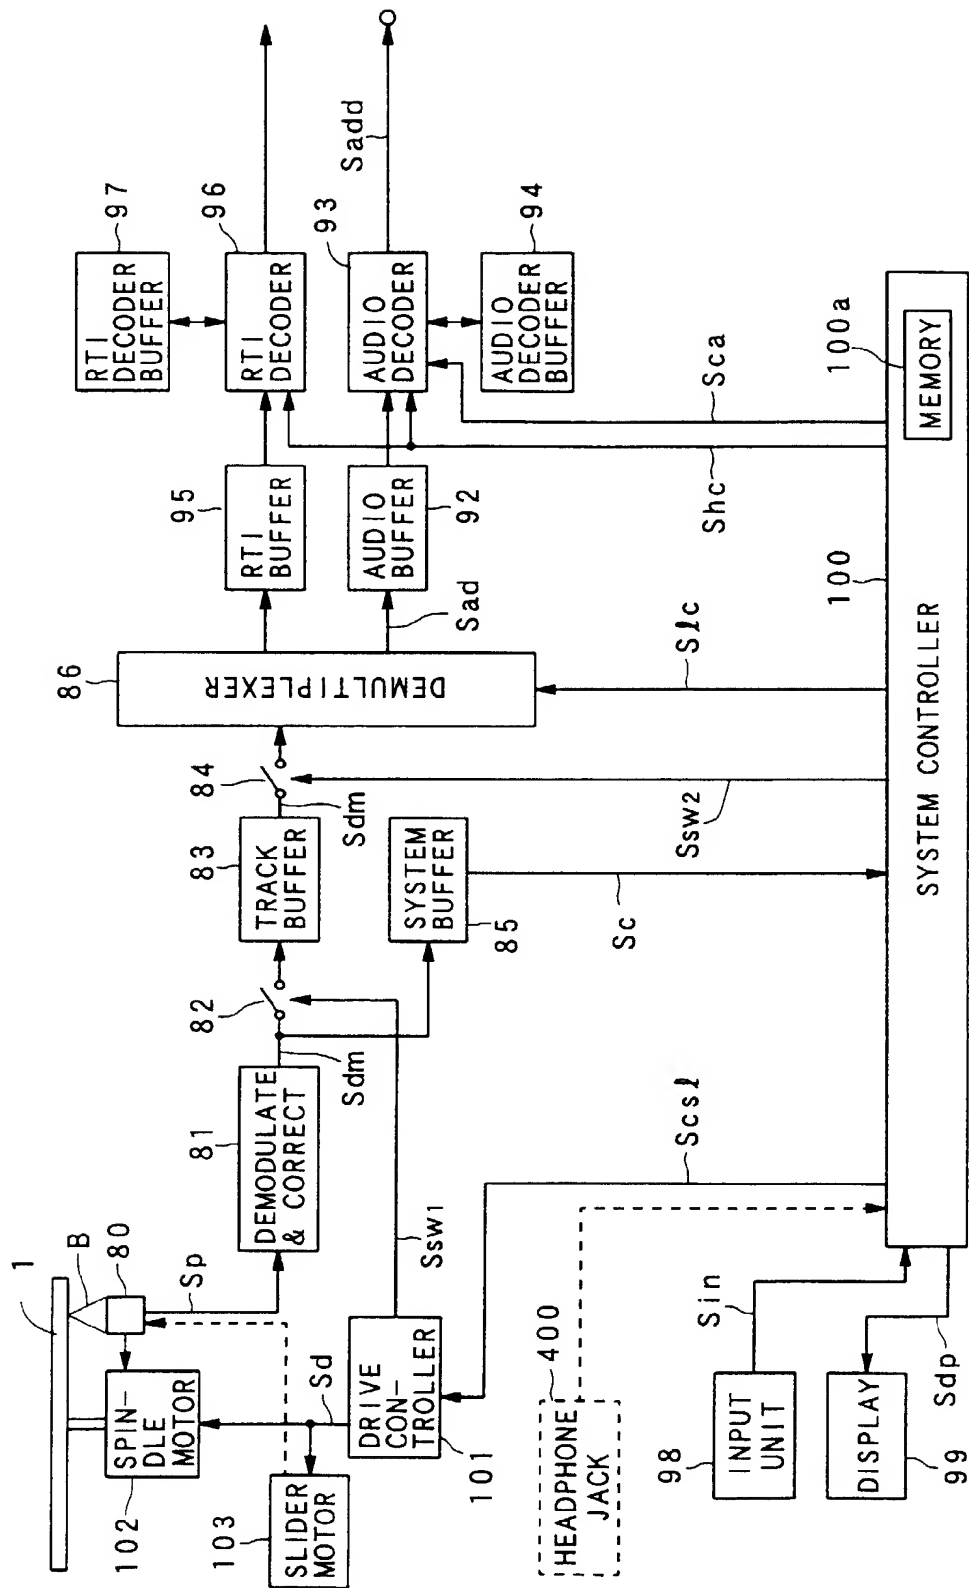 1
B
80
SPIN-
DLE
MOTOR
102
SLIDER
MOTOR
103
Sp
Sd
DRIVE
CON-
TROLLER
101
DEMODULATE
& CORRECT
81
Sdm
82
Ssw1
TRACK
BUFFER
83
Sdm
84
SYSTEM
BUFFER
85
DEMULTIPLEXER
86
Sad
RTI
BUFFER
95
AUDIO
BUFFER
92
RTI
DECODER
BUFFER
97
RTI
DECODER
96
AUDIO
DECODER
93
AUDIO
DECODER
BUFFER
94
Sadd
HEADPHONE
JACK
400
Scsl
Sc
Ssw2
Slc
Shc
Sca
INPUT
UNIT
98
Sin
DISPLAY
99
Sdp
SYSTEM CONTROLLER
100
MEMORY
100a